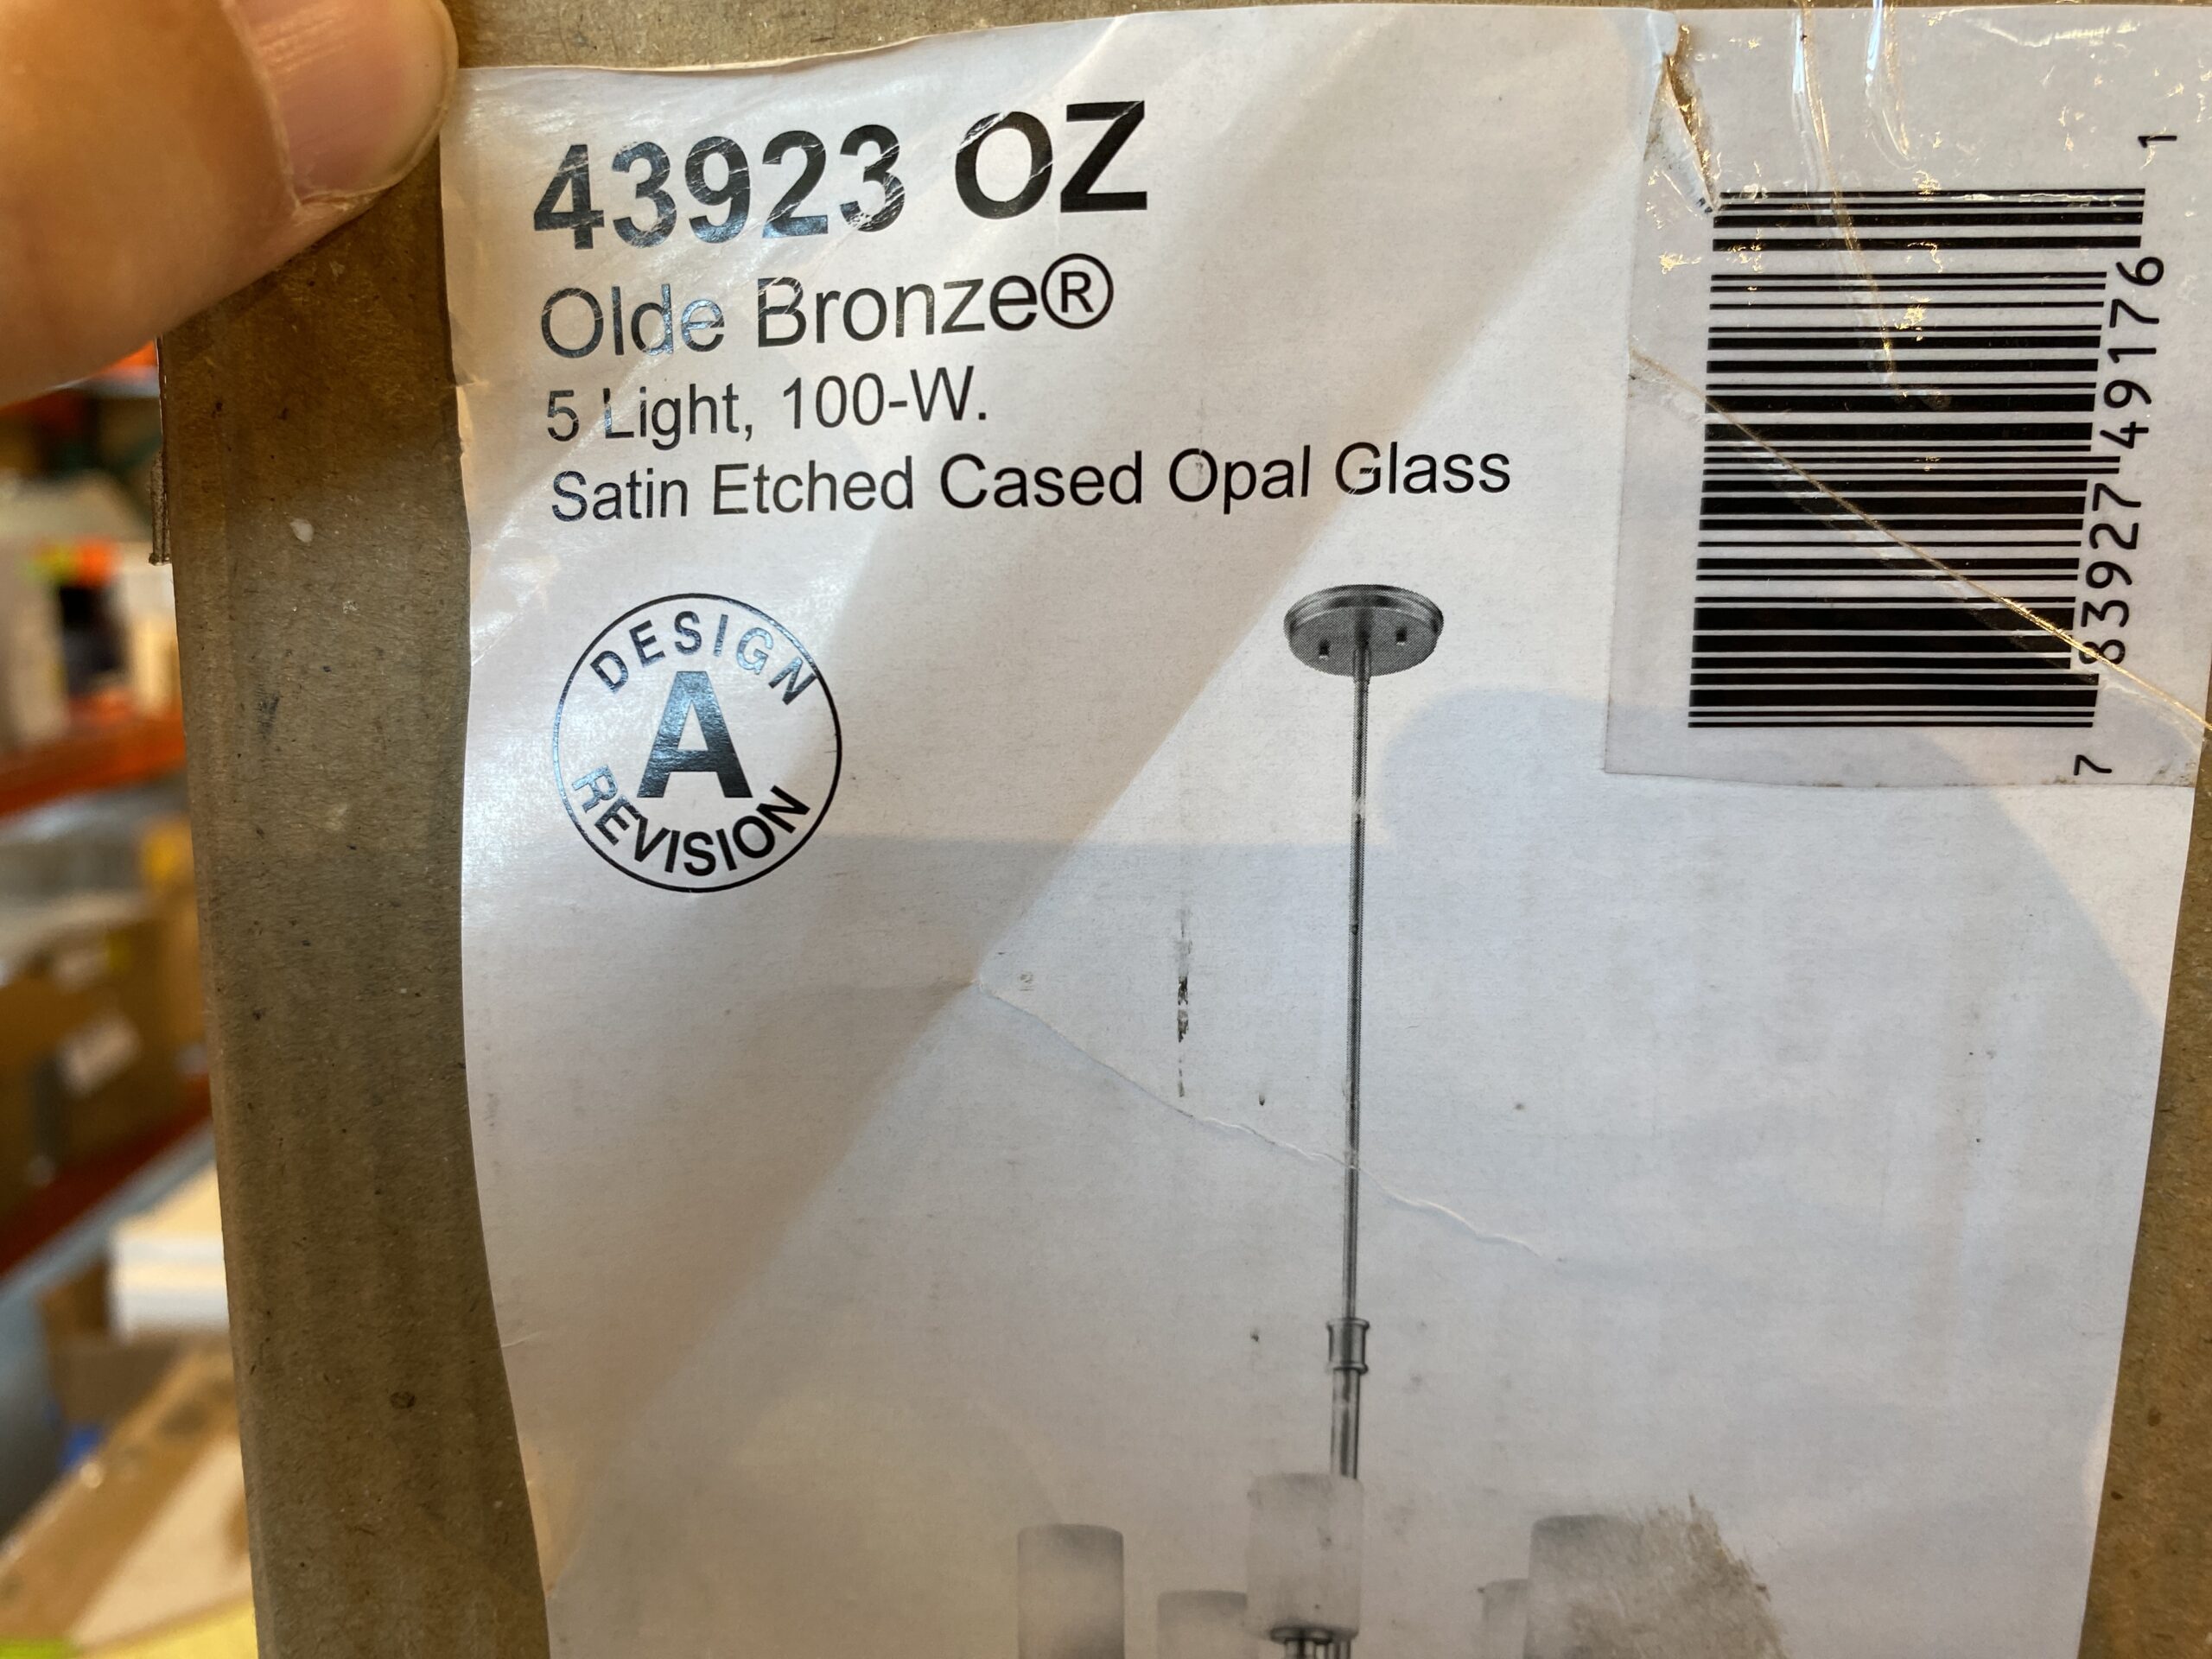 43923 OZ
Olde Bronze®
5 Light, 100-W.
Satin Etched Cased Opal Glass
DESIGN
A
REVISION
7 83927 49176 1